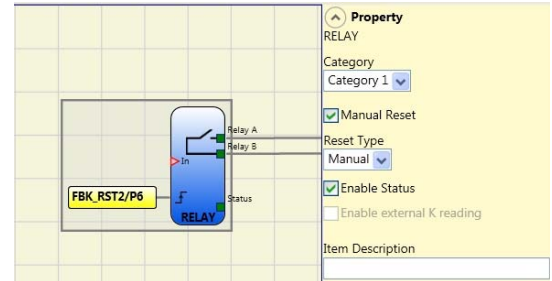 Relay A
Relay B
In
FBK_RST2/P6
Status
RELAY
Property
RELAY
Category
Category 1
Manual Reset
Reset Type
Manual
Enable Status
Enable external K reading
Item Description